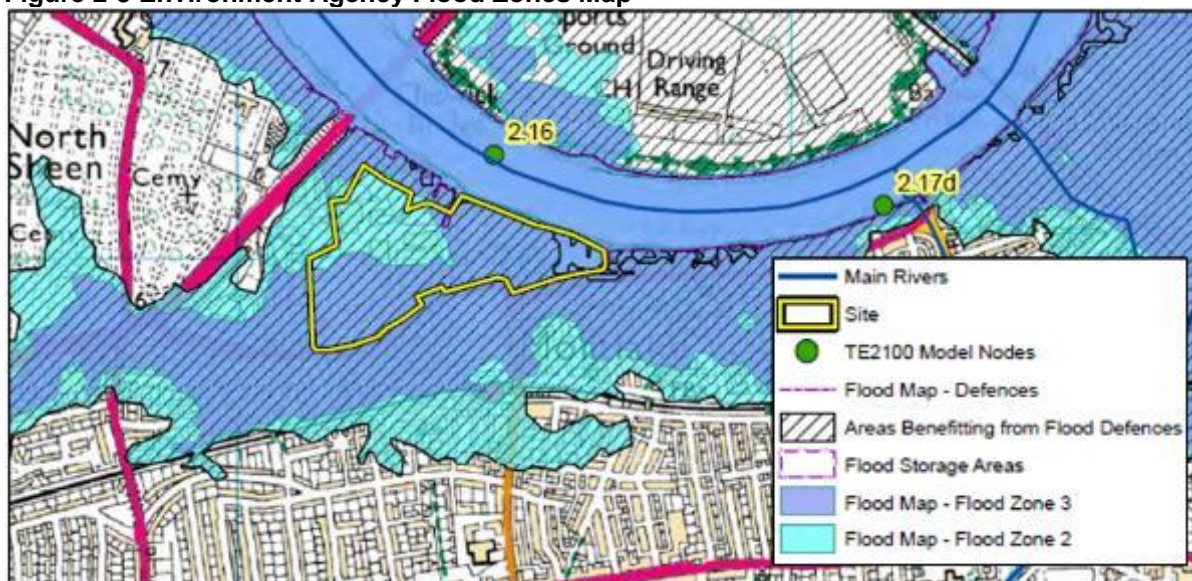 Figure 2-3 Environment Agency Flood Zones Map
ports
Ground
CH
Driving
Range
2.16
2.17d
North
Sheen
Cemy
Ce
Main Rivers
Site
TE2100 Model Nodes
Flood Map - Defences
Areas Benefitting from Flood Defences
Flood Storage Areas
Flood Map - Flood Zone 3
Flood Map - Flood Zone 2